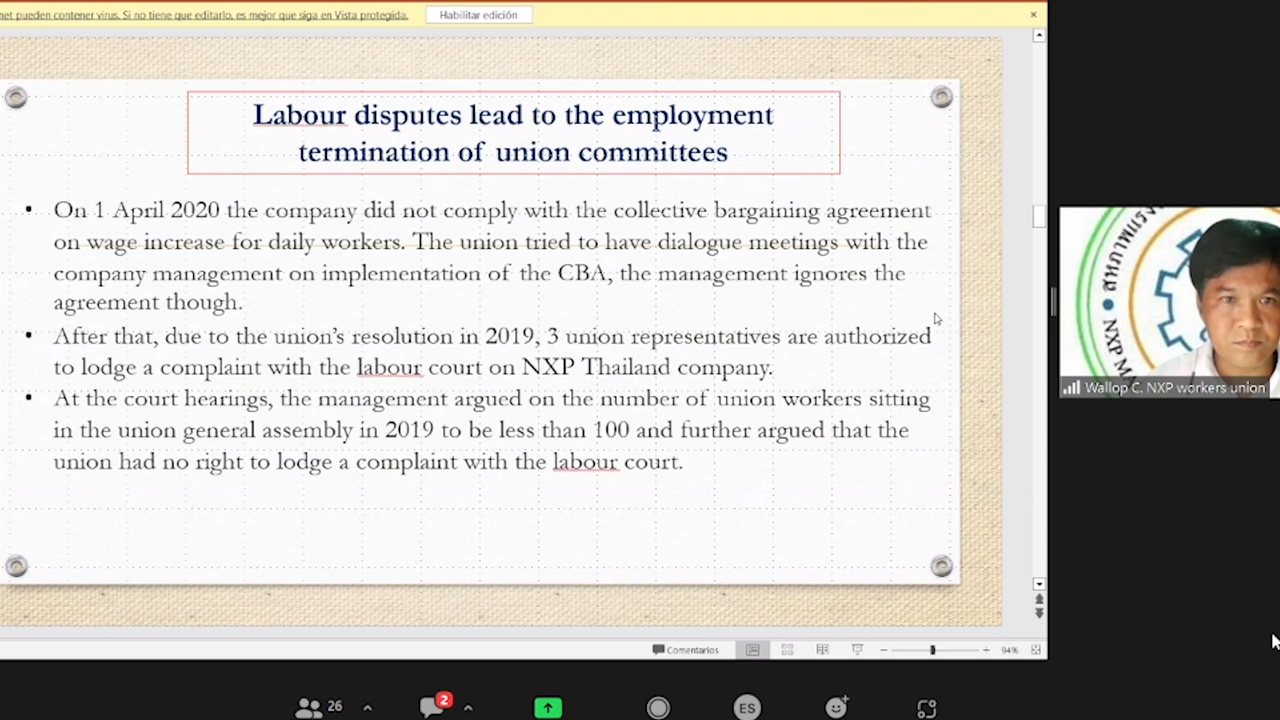 net pueden contener virus. Si no tiene que editarlo, es mejor que siga en Vista protegida.
Habilitar edición
Labour disputes lead to the employment
termination of union committees
• On 1 April 2020 the company did not comply with the collective bargaining agreement
on wage increase for daily workers. The union tried to have dialogue meetings with the
company management on implementation of the CBA, the management ignores the
agreement though.
• After that, due to the union's resolution in 2019, 3 union representatives are authorized
to lodge a complaint with the labour court on NXP Thailand company.
• At the court hearings, the management argued on the number of union workers sitting
in the union general assembly in 2019 to be less than 100 and further argued that the
union had no right to lodge a complaint with the labour court.
NXP
Wallop C. NXP workers union
Comentarios
94%
26
2
ES